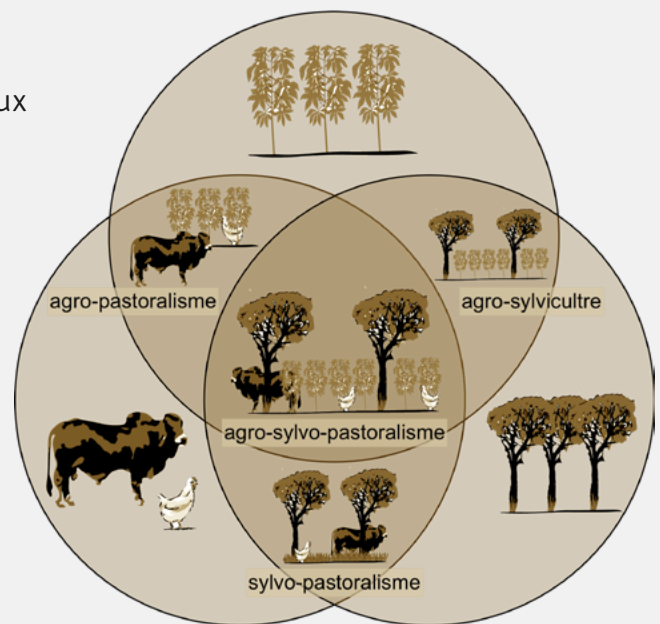 ux
agro-pastoralisme
agro-sylvicultre
agro-sylvo-pastoralisme
sylvo-pastoralisme